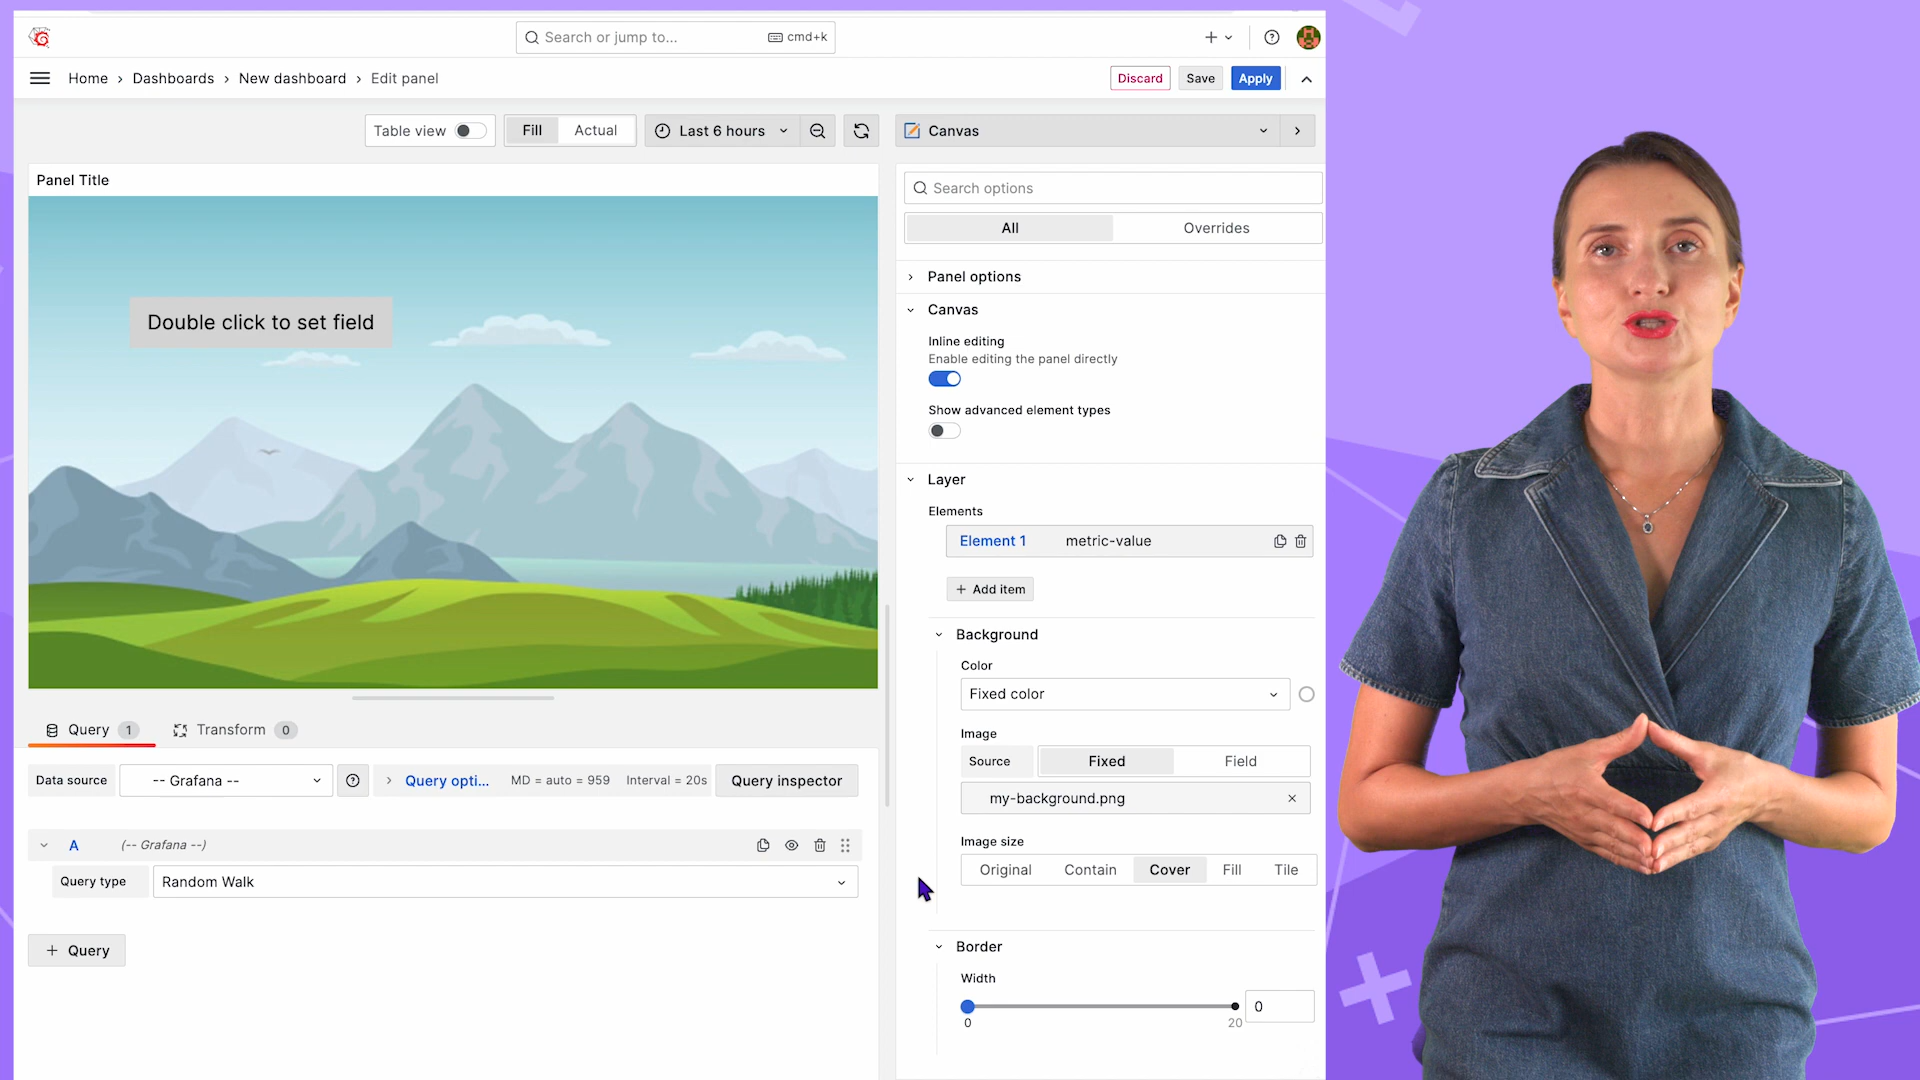 Search or jump to... cmd+k
Home › Dashboards › New dashboard › Edit panel
Discard Save Apply
Table view Fill Actual Last 6 hours
Canvas
Panel Title
Double click to set field
Search options
All Overrides
Panel options
Canvas
Inline editing
Enable editing the panel directly
Show advanced element types
Layer
Elements
Element 1 metric-value
+ Add item
Background
Color
Fixed color
Image
Source Fixed Field
my-background.png
Image size
Original Contain Cover Fill Tile
Border
Width
0
0 20
Query 1 Transform 0
Data source -- Grafana -- Query opti... MD = auto = 959 Interval = 20s Query inspector
A (-- Grafana --)
Query type Random Walk
+ Query